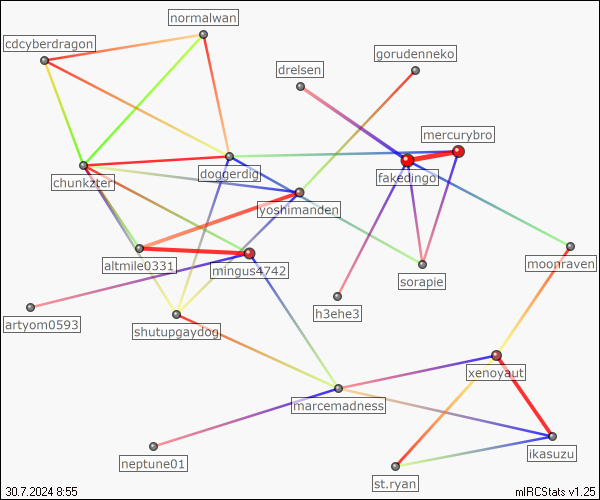 normalwan
cdcyberdragon
gorudenneko
drelsen
mercurybro
doggerdig
fakedingo
chunkzter
yoshimanden
altmile0331
mingus4742
moonraven
sorapie
h3ehe3
artyom0593
shutupgaydog
xenoyaut
marcemadness
ikasuzu
neptune01
st.ryan
30.7.2024 8:55
mIRCStats v1.25